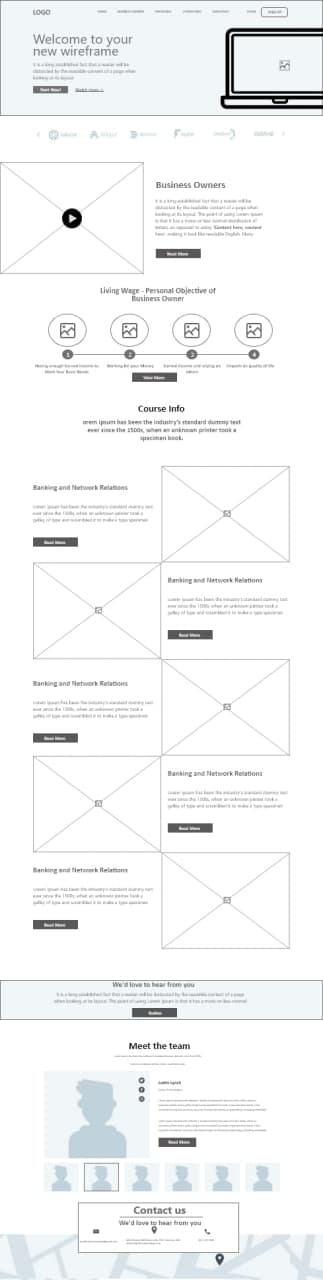 LOGO
HOME
BUSINESS OWNERS
SIGN UP
Welcome to your
new wireframe
It is a long established fact that a reader will be
distracted by the readable content of a page when
looking at its layout
Start Now!
Watch Video >
Business Owners
It is a long established fact that a reader will be
distracted by the readable content of a page when
looking at its layout. The point of using Lorem Ipsum
is that it has a more-or-less normal distribution of
letters, as opposed to using 'Content here, content
here', making it look like readable English. Many
Read More
Living Wage - Personal Objective of
Business Owner
1 2 3 4
Having enough Earned Income to
Meet Your Basic Needs
Working for your Money
Earned Income and relying on
others
Impacts on quality of life
View More
Course Info
orem Ipsum has been the industry's standard dummy text
ever since the 1500s, when an unknown printer took a
specimen book.
Banking and Network Relations
Lorem Ipsum has been the industry's standard dummy text
ever since the 1500s, when an unknown printer took a
galley of type and scrambled it to make a type specimen
Read More
Banking and Network Relations
Lorem Ipsum has been the industry's standard dummy text
ever since the 1500s, when an unknown printer took a
galley of type and scrambled it to make a type specimen
Read More
Banking and Network Relations
Lorem Ipsum has been the industry's standard dummy text
ever since the 1500s, when an unknown printer took a
galley of type and scrambled it to make a type specimen
Read More
Banking and Network Relations
Lorem Ipsum has been the industry's standard dummy text
ever since the 1500s, when an unknown printer took a
galley of type and scrambled it to make a type specimen
Read More
Banking and Network Relations
Lorem Ipsum has been the industry's standard dummy text
ever since the 1500s, when an unknown printer took a
galley of type and scrambled it to make a type specimen
Read More
We'd love to hear from you
It is a long established fact that a reader will be distracted by the readable content of a page
when looking at its layout. The point of using Lorem Ipsum is that it has a more-or-less normal
Button
Meet the team
Read More
Contact us
We'd love to hear from you